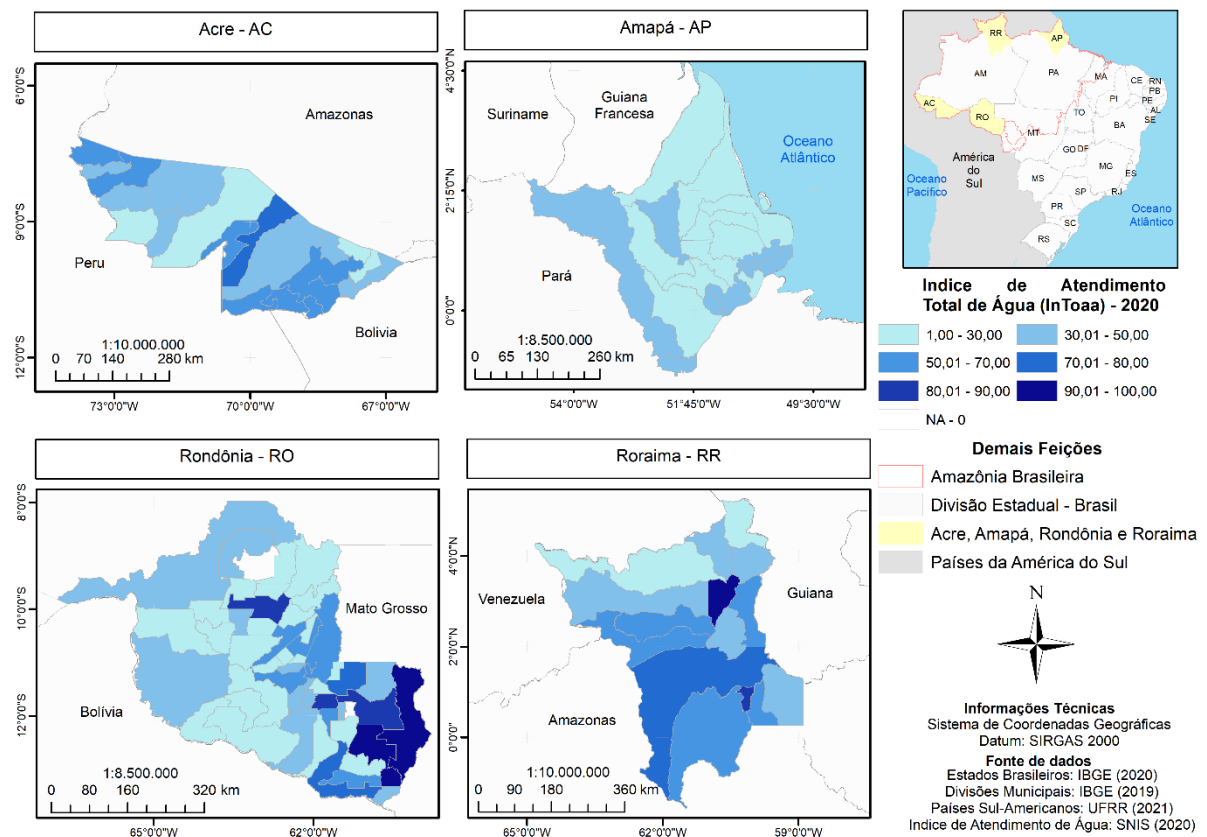 Acre - AC
6°0'0"S
9°0'0"S
12°0'0"S
Amazonas
Peru
Bolivia
1:10.000.000
0 70 140 280 km
73°0'0"W 70°0'0"W 67°0'0"W
Amapá - AP
4°30'0"N
2°15'0"N
0°0'0"
Suriname
Guiana
Francesa
Oceano
Atlântico
Pará
1:8.500.000
0 65 130 260 km
54°0'0"W 51°45'0"W 49°30'0"W
RR
AP
AM
PA
MA
CE
RN
PB
PE
AL
SE
PI
AC
RO
TO
MT
BA
GO
DF
MG
ES
MS
SP
RJ
PR
SC
RS
América
do
Sul
Oceano
Pacífico
Oceano
Atlântico
Indice de Atendimento
Total de Água (InToaa) - 2020
1,00 - 30,00 30,01 - 50,00
50,01 - 70,00 70,01 - 80,00
80,01 - 90,00 90,01 - 100,00
NA - 0
Demais Feições
Amazônia Brasileira
Divisão Estadual - Brasil
Acre, Amapá, Rondônia e Roraima
Países da América do Sul
N
Informações Técnicas
Sistema de Coordenadas Geográficas
Datum: SIRGAS 2000
Fonte de dados
Estados Brasileiros: IBGE (2020)
Divisões Municipais: IBGE (2019)
Países Sul-Americanos: UFRR (2021)
Indice de Atendimento de Água: SNIS (2020)
Rondônia - RO
8°0'0"S
10°0'0"S
12°0'0"S
Mato Grosso
Bolívia
1:8.500.000
0 80 160 320 km
65°0'0"W 62°0'0"W
Roraima - RR
4°0'0"N
2°0'0"N
0°0'0"
Venezuela
Guiana
Amazonas
1:10.000.000
0 90 180 360 km
65°0'0"W 62°0'0"W 59°0'0"W